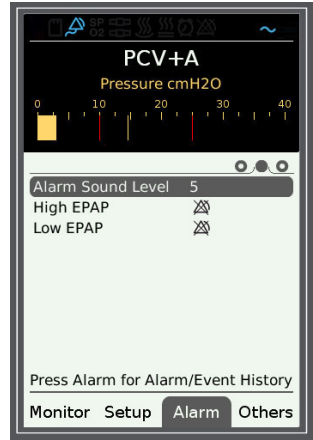 SP
O2
PCV+A
Pressure cmH2O
0 10 20 30 40
Alarm Sound Level 5
High EPAP
Low EPAP
Press Alarm for Alarm/Event History
Monitor Setup Alarm Others